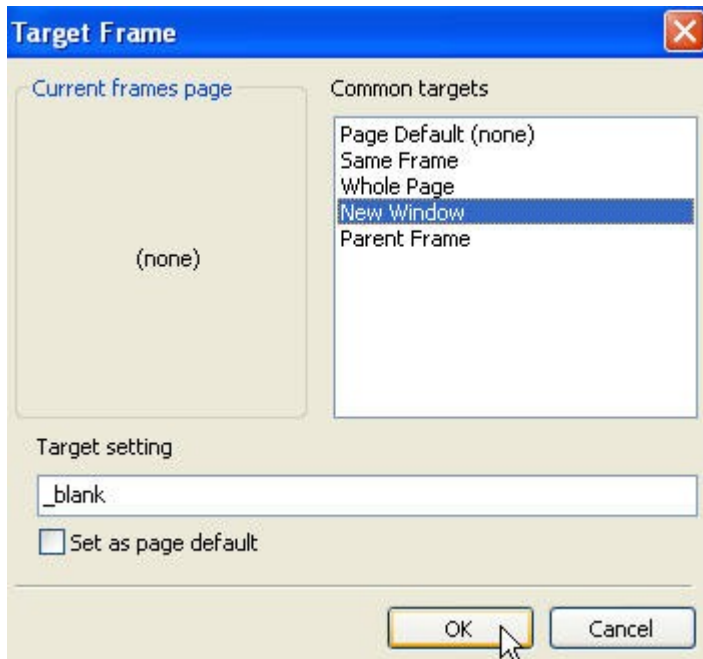 Target Frame
Current frames page
(none)
Common targets
Page Default (none)
Same Frame
Whole Page
New Window
Parent Frame
Target setting
_blank
Set as page default
OK
Cancel